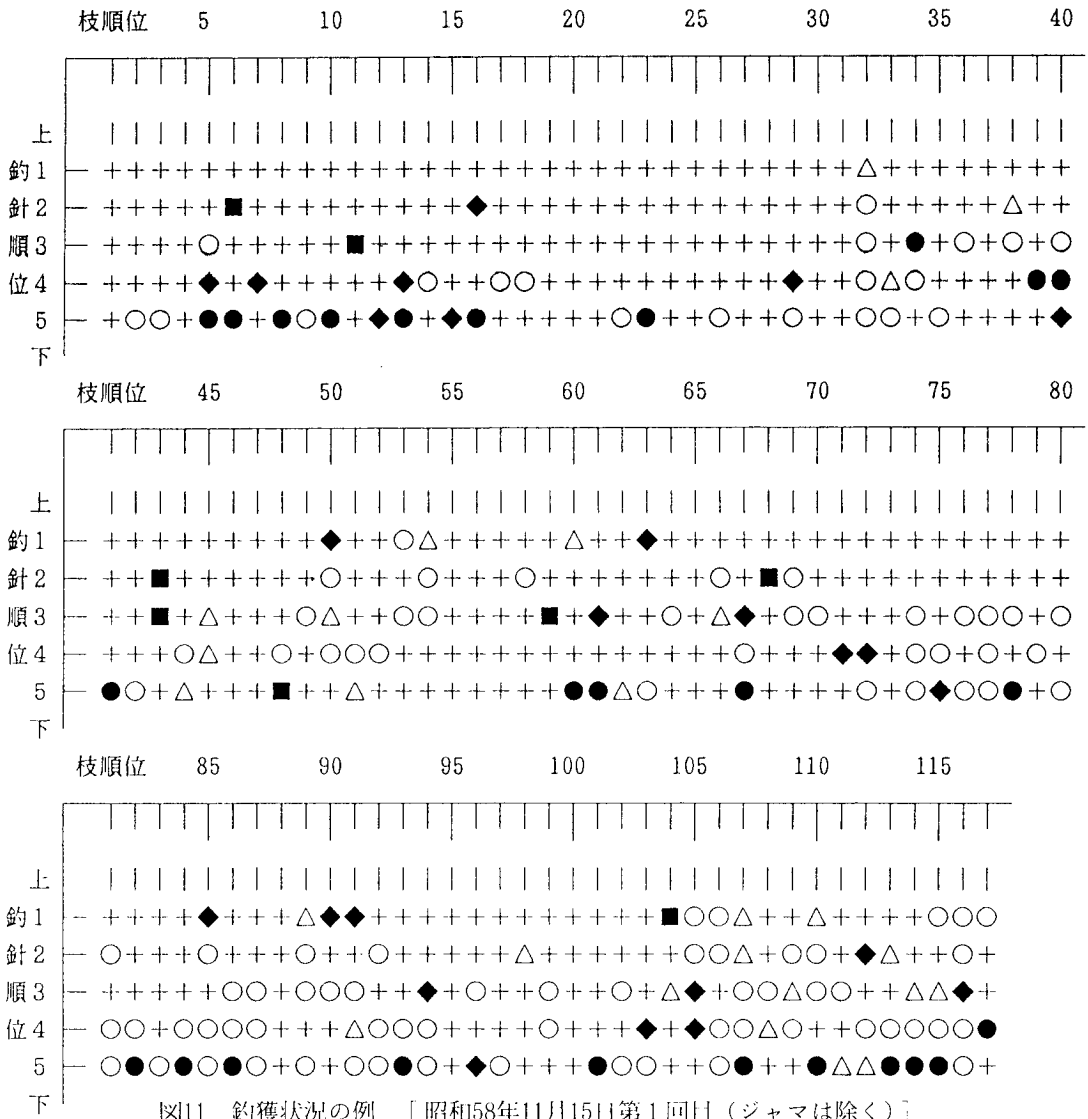 枝順位 5 10 15 20 25 30 35 40
上
釣1
針2
順3
位4
5
下
枝順位 45 50 55 60 65 70 75 80
上
釣1
針2
順3
位4
5
下
枝順位 85 90 95 100 105 110 115
上
釣1
針2
順3
位4
5
下
図11 釣獲状況の例 [昭和58年11月15日第1回目(ジャマは除く)]